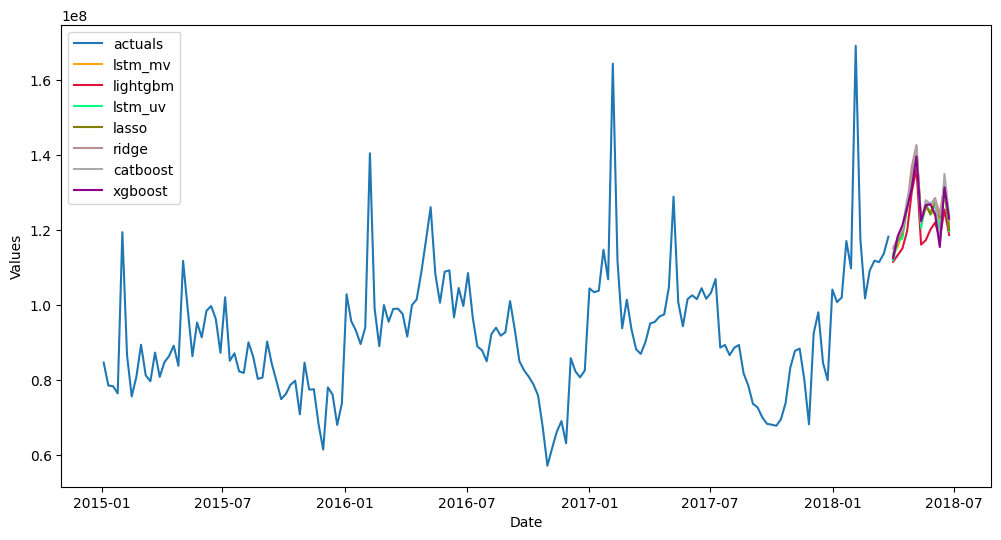 1e8
actuals
lstm_mv
lightgbm
lstm_uv
lasso
ridge
catboost
xgboost
1.6
1.4
1.2
1.0
0.8
0.6
Values
2015-01 2015-07 2016-01 2016-07 2017-01 2017-07 2018-01 2018-07
Date